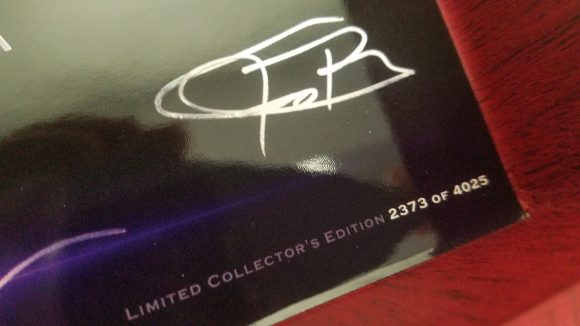 LIMITED COLLECTOR'S EDITION 2373 OF 4025